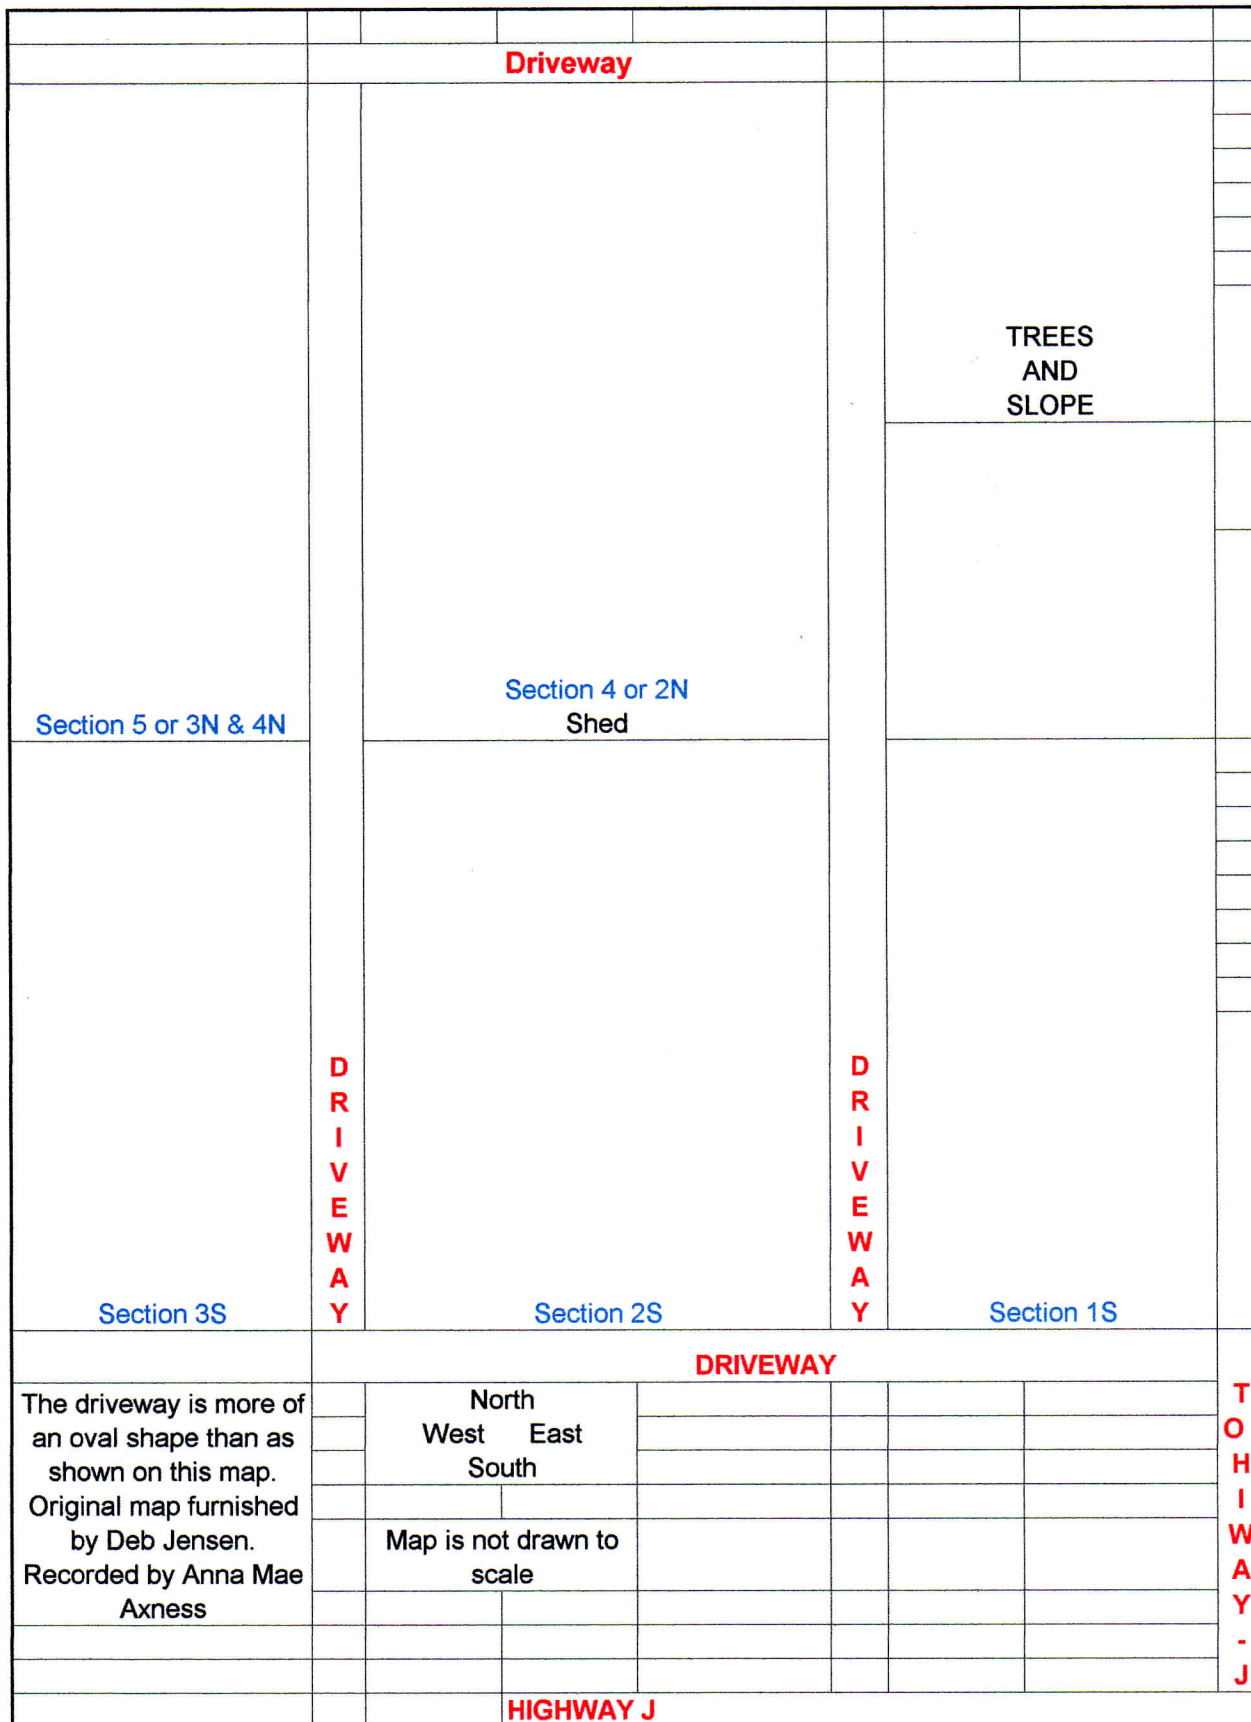 Driveway
TREES
AND
SLOPE
Section 4 or 2N
Section 5 or 3N & 4N
Shed
D
R
I
V
E
W
A
Y
D
R
I
V
E
W
A
Y
Section 3S
Section 2S
Section 1S
DRIVEWAY
The driveway is more of
an oval shape than as
shown on this map.
Original map furnished
by Deb Jensen.
Recorded by Anna Mae
Axness
North
West East
South
Map is not drawn to
scale
T
O
H
I
W
A
Y
-
J
HIGHWAY J